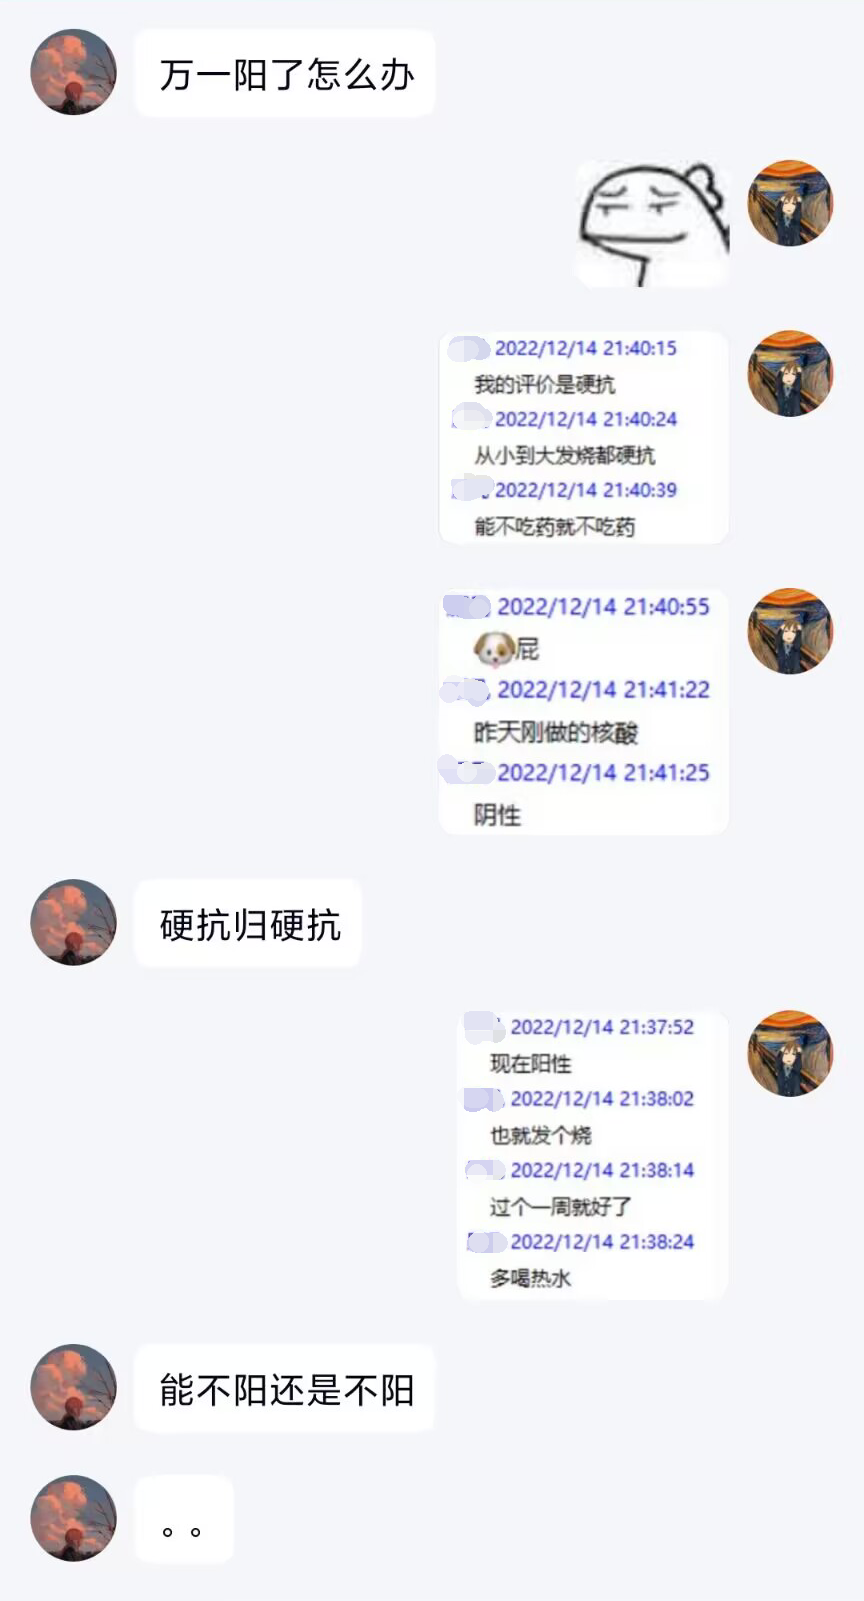 万一阳了怎么办
2022/12/14 21:40:15
我的评价是硬抗
2022/12/14 21:40:24
从小到大发烧都硬抗
2022/12/14 21:40:39
能不吃药就不吃药
2022/12/14 21:40:55
🐶屁
2022/12/14 21:41:22
昨天刚做的核酸
2022/12/14 21:41:25
阴性
硬抗归硬抗
2022/12/14 21:37:52
现在阳性
2022/12/14 21:38:02
也就发个烧
2022/12/14 21:38:14
过个一周就好了
2022/12/14 21:38:24
多喝热水
能不阳还是不阳
。。